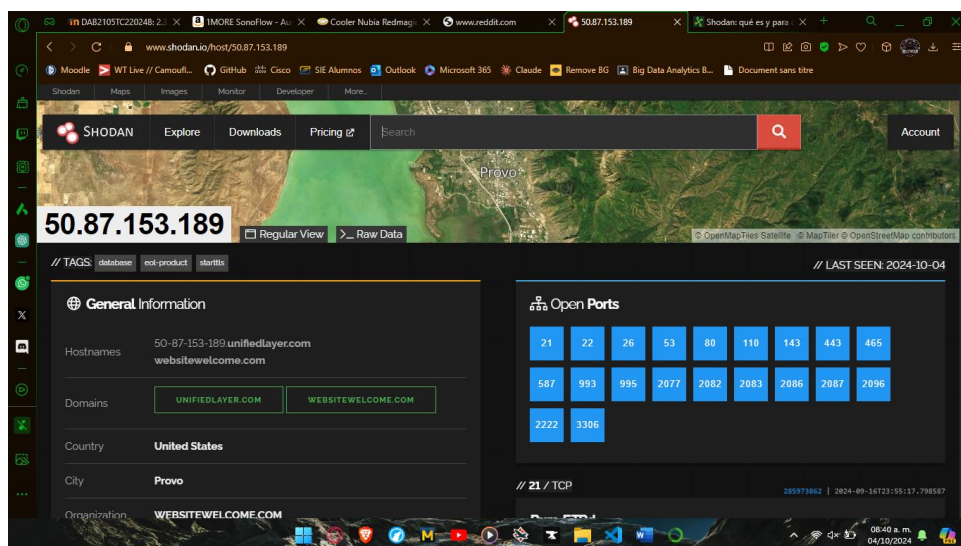 DAB2105TC22024B: 2.3
1MORE SonoFlow - Au
Cooler Nubia Redmagic
www.reddit.com
50.87.153.189
Shodan: qué es y para
www.shodan.io/host/50.87.153.189
Moodle WT Live // Camoufl... GitHub Cisco SIE Alumnos Outlook Microsoft 365 Claude Remove BG Big Data Analytics B... Document sans titre
Shodan Maps Images Monitor Developer More...
SHODAN Explore Downloads Pricing Search Account
Provo
50.87.153.189
Regular View >_ Raw Data
© OpenMapTiles Satellite © MapTiler © OpenStreetMap contributors
// TAGS: database eol-product starttls
// LAST SEEN: 2024-10-04
General Information
Hostnames
50-87-153-189.unifiedlayer.com
websitewelcome.com
Domains
UNIFIEDLAYER.COM WEBSITEWELCOME.COM
Country United States
City Provo
Organization WEBSITEWELCOME.COM
Open Ports
21 22 26 53 80 110 143 443 465
587 993 995 2077 2082 2083 2086 2087 2096
2222 3306
// 21 / TCP
285973862 | 2024-09-16T23:55:17.798587
08:40 a. m.
04/10/2024